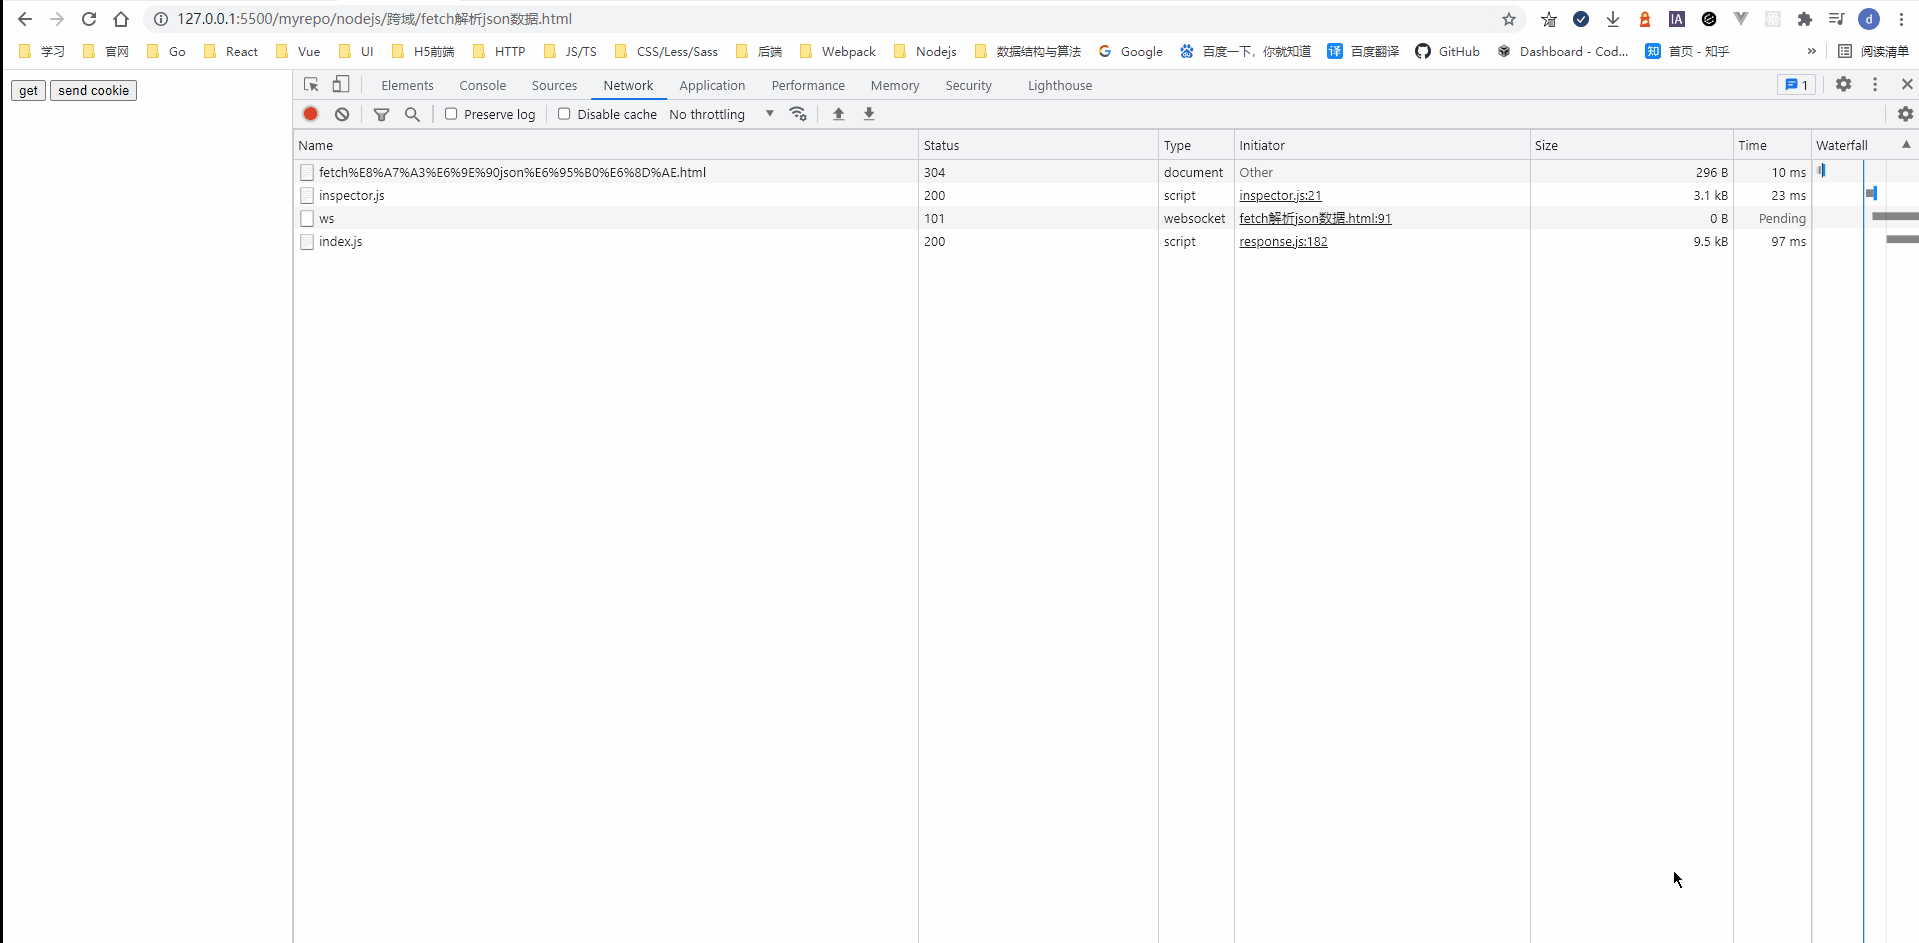 127.0.0.1:5500/myrepo/nodejs/跨域/fetch解析json数据.html
d
学习 官网 Go React Vue UI H5前端 HTTP JS/TS CSS/Less/Sass 后端 Webpack Nodejs 数据结构与算法 G Google 百度一下，你就知道 译 百度翻译 GitHub Dashboard - Cod... 知 首页 - 知乎 » 阅读清单
get send cookie
Elements Console Sources Network Application Performance Memory Security Lighthouse 1
Preserve log Disable cache No throttling
Name Status Type Initiator Size Time Waterfall
fetch%E8%A7%A3%E6%9E%90json%E6%95%B0%E6%8D%AE.html 304 document Other 296 B 10 ms
inspector.js 200 script inspector.js:21 3.1 kB 23 ms
ws 101 websocket fetch解析json数据.html:91 0 B Pending
index.js 200 script response.js:182 9.5 kB 97 ms